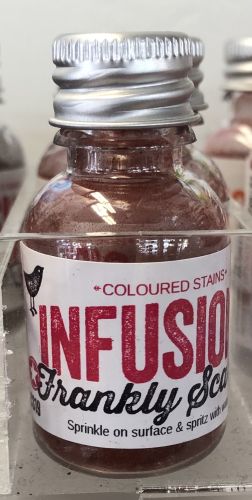 COLOURED STAINS
INFUSION
Frankly Sca
Sprinkle on surface & spritz with